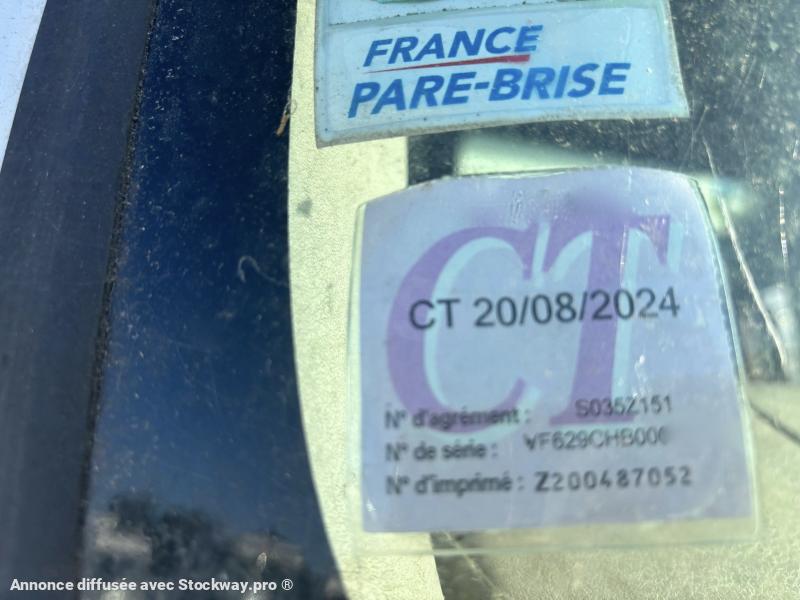 FRANCE
PARE-BRISE
CT
CT 20/08/2024
N° d'agrément : S035Z151
N° de série : VF629CHB000
N° d'imprimé : Z200487052
Annonce diffusée avec Stockway.pro ®